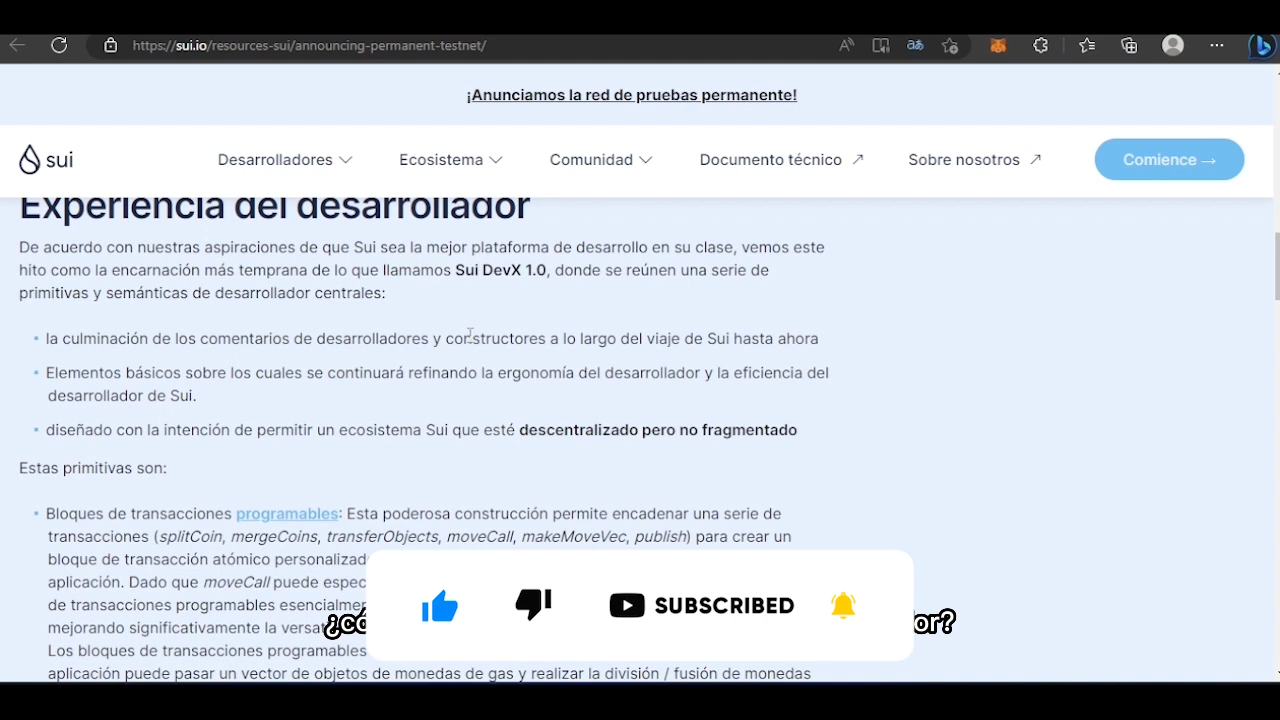 https://sui.io/resources-sui/announcing-permanent-testnet/
¡Anunciamos la red de pruebas permanente!
sui Desarrolladores Ecosistema Comunidad Documento técnico ↗ Sobre nosotros ↗ Comience →
Experiencia del desarrollador
De acuerdo con nuestras aspiraciones de que Sui sea la mejor plataforma de desarrollo en su clase, vemos este
hito como la encarnación más temprana de lo que llamamos Sui DevX 1.0, donde se reúnen una serie de
primitivas y semánticas de desarrollador centrales:
• la culminación de los comentarios de desarrolladores y constructores a lo largo del viaje de Sui hasta ahora
• Elementos básicos sobre los cuales se continuará refinando la ergonomía del desarrollador y la eficiencia del
desarrollador de Sui.
• diseñado con la intención de permitir un ecosistema Sui que esté descentralizado pero no fragmentado
Estas primitivas son:
• Bloques de transacciones programables: Esta poderosa construcción permite encadenar una serie de
transacciones (splitCoin, mergeCoins, transferObjects, moveCall, makeMoveVec, publish) para crear un
bloque de transacción atómico
aplicación. Dado que moveCall puede
de transacciones programables
mejorando significativamente la
Los bloques de transacciones programables
aplicación puede pasar un vector de objetos de monedas de gas y realizar la división / fusión de monedas
SUBSCRIBED